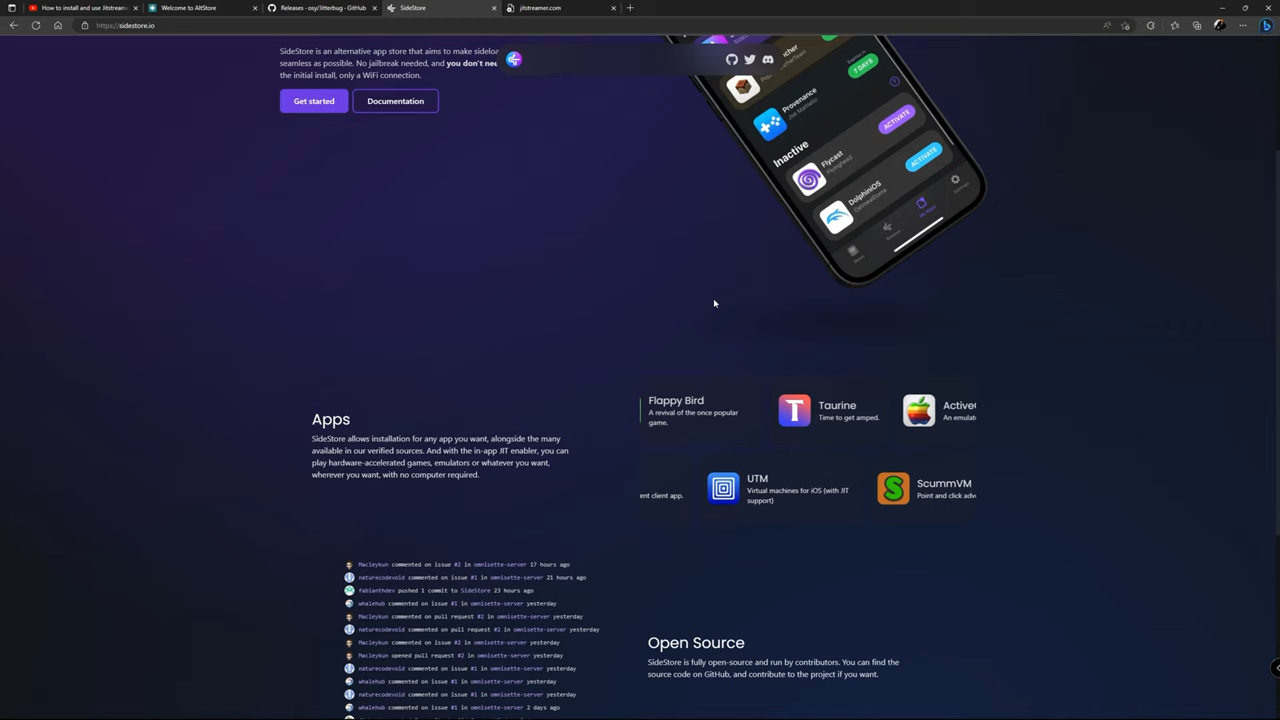 How to install and use Jitstream
Welcome to AltStore
Releases - osy/Jitterbug - GitHub
SideStore
jitstreamer.com
https://sidestore.io
SideStore is an alternative app store that aims to make sideloa
seamless as possible. No jailbreak needed, and you don't nee
the initial install, only a WiFi connection.
Get started
Documentation
7 DAYS
Provenance
Joe Mattiello
ACTIVATE
Inactive
Flycast
Flyinghead
ACTIVATE
DolphiniOS
OatmealDome
Settings
My Apps
Browse
News
Apps
SideStore allows installation for any app you want, alongside the many
available in our verified sources. And with the in-app JIT enabler, you can
play hardware-accelerated games, emulators or whatever you want,
wherever you want, with no computer required.
Flappy Bird
A revival of the once popular
game.
Taurine
Time to get amped.
An emulat
ent client app.
UTM
Virtual machines for iOS (with JIT
support)
ScummVM
Point and click adv
Macleykun commented on issue #2 in omnisette-server 17 hours ago
naturecodevoid commented on issue #1 in omnisette-server 21 hours ago
fabianthdev pushed 1 commit to SideStore 23 hours ago
whalehub commented on issue #1 in omnisette-server yesterday
Macleykun commented on pull request #2 in omnisette-server yesterday
naturecodevoid commented on pull request #2 in omnisette-server yesterday
Macleykun commented on issue #2 in omnisette-server yesterday
Macleykun opened pull request #2 in omnisette-server yesterday
naturecodevoid commented on issue #1 in omnisette-server yesterday
whalehub commented on issue #1 in omnisette-server yesterday
naturecodevoid commented on issue #1 in omnisette-server yesterday
whalehub commented on issue #1 in omnisette-server 2 days ago
Open Source
SideStore is fully open-source and run by contributors. You can find the
source code on GitHub, and contribute to the project if you want.